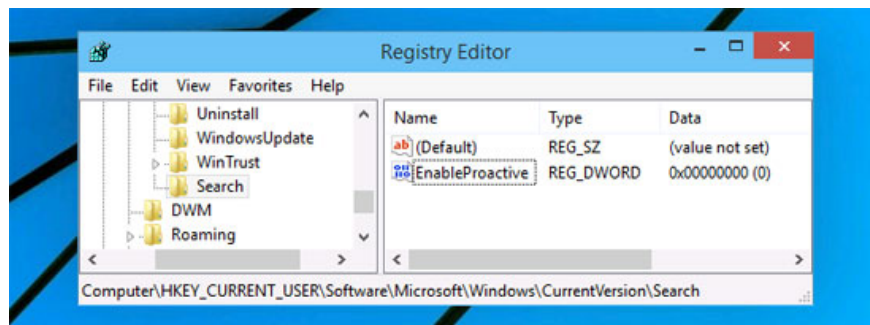 Registry Editor
File Edit View Favorites Help
Uninstall
WindowsUpdate
WinTrust
Search
DWM
Roaming
Name Type Data
(Default) REG_SZ (value not set)
EnableProactive REG_DWORD 0x00000000 (0)
Computer\HKEY_CURRENT_USER\Software\Microsoft\Windows\CurrentVersion\Search